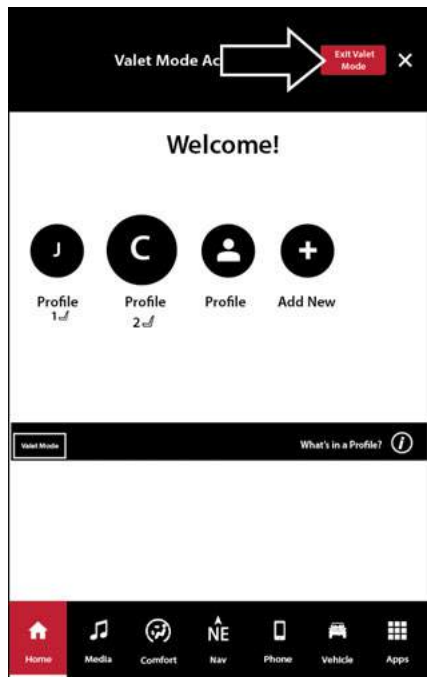 Valet Mode Ac
Exit Valet
Mode
Welcome!
J
C
Profile
1
Profile
2
Profile
Add New
Valet Mode
What's in a Profile?
i
NE
Home
Media
Comfort
Nav
Phone
Vehicle
Apps